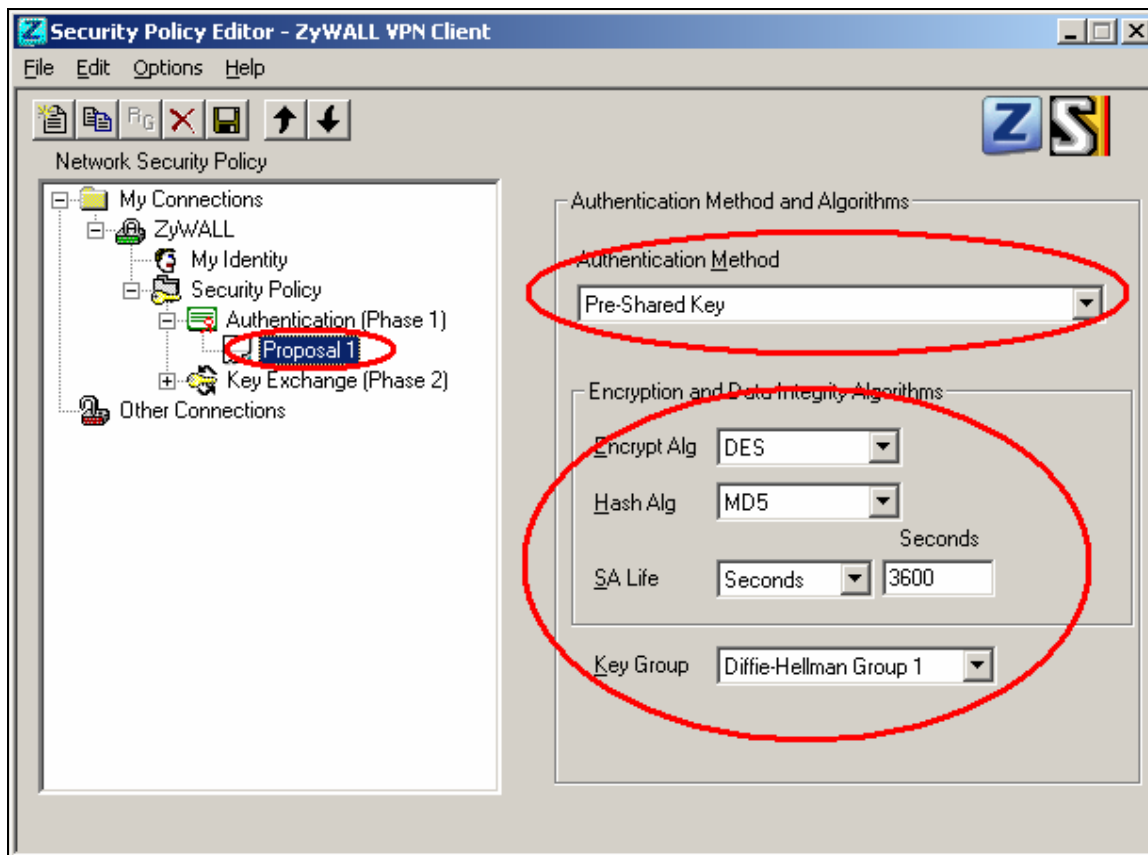 Security Policy Editor - ZyWALL VPN Client
File Edit Options Help
Network Security Policy
My Connections
ZyWALL
My Identity
Security Policy
Authentication (Phase 1)
Proposal 1
Key Exchange (Phase 2)
Other Connections
Authentication Method and Algorithms
Authentication Method
Pre-Shared Key
Encryption and Data Integrity Algorithms
Encrypt Alg DES
Hash Alg MD5
Seconds
SA Life Seconds 3600
Key Group Diffie-Hellman Group 1